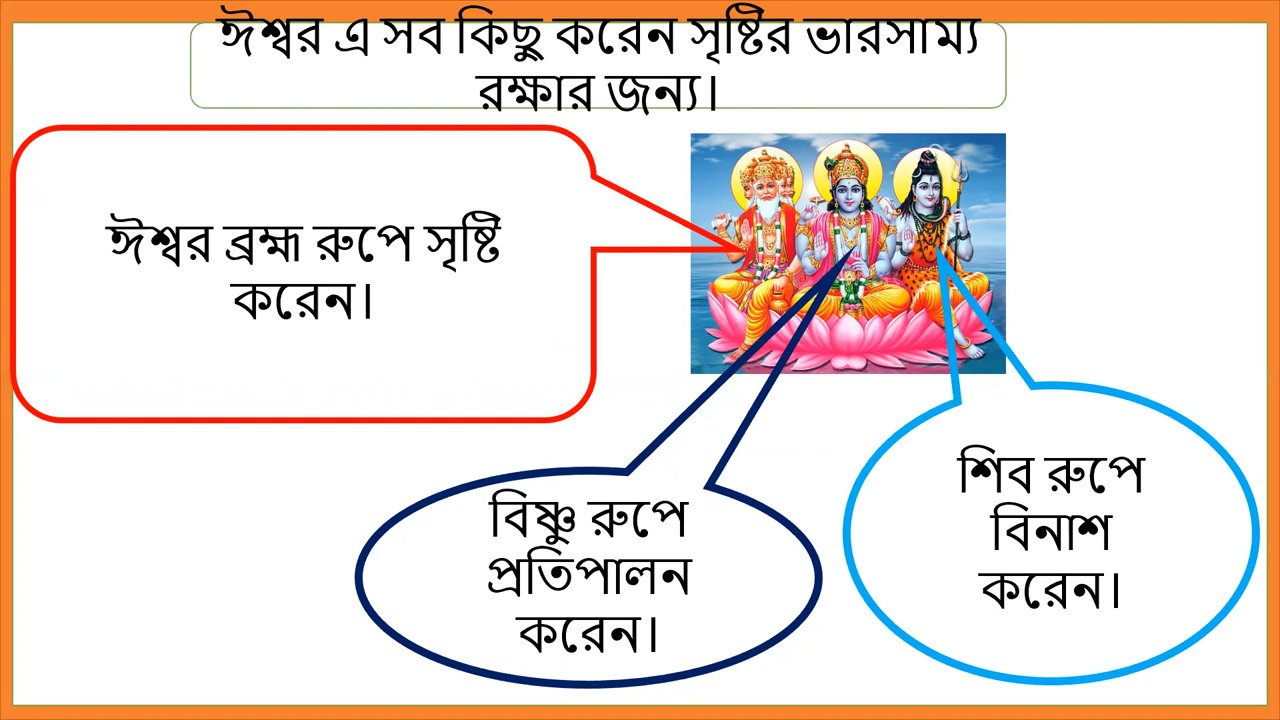 ঈশ্বর এ সব কিছু করেন সৃষ্টির ভারসাম্য
রক্ষার জন্য।
ঈশ্বর ব্রহ্ম রুপে সৃষ্টি
করেন।
বিষ্ণু রুপে
প্রতিপালন
করেন।
শিব রুপে
বিনাশ
করেন।